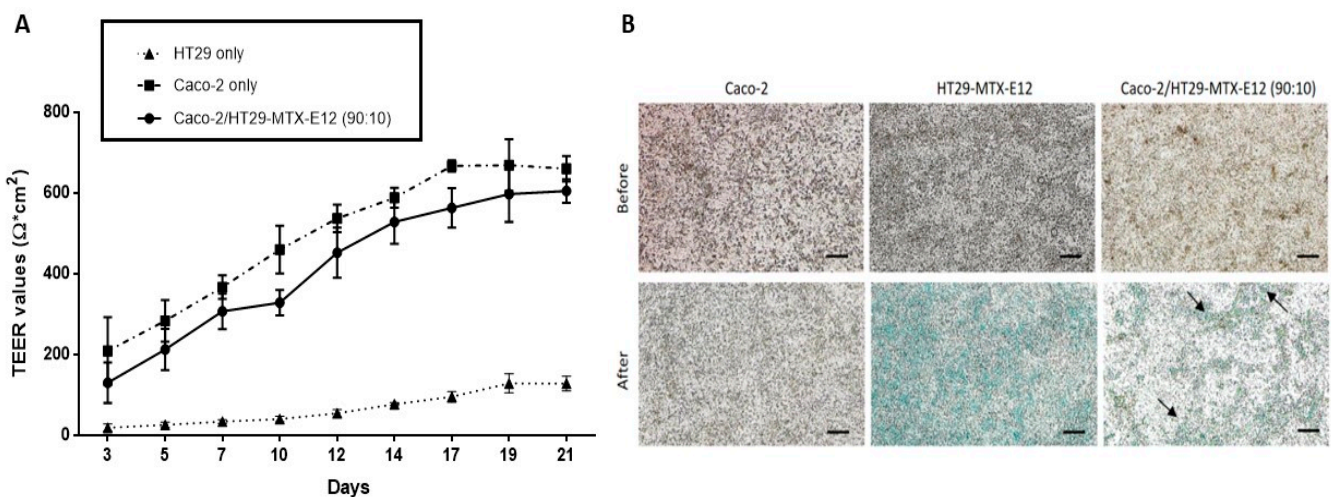 A
HT29 only
Caco-2 only
Caco-2/HT29-MTX-E12 (90:10)
800
600
400
200
0
TEER values (Ω*cm2)
3 5 7 10 12 14 17 19 21
Days
B
Caco-2 HT29-MTX-E12 Caco-2/HT29-MTX-E12 (90:10)
Before
After